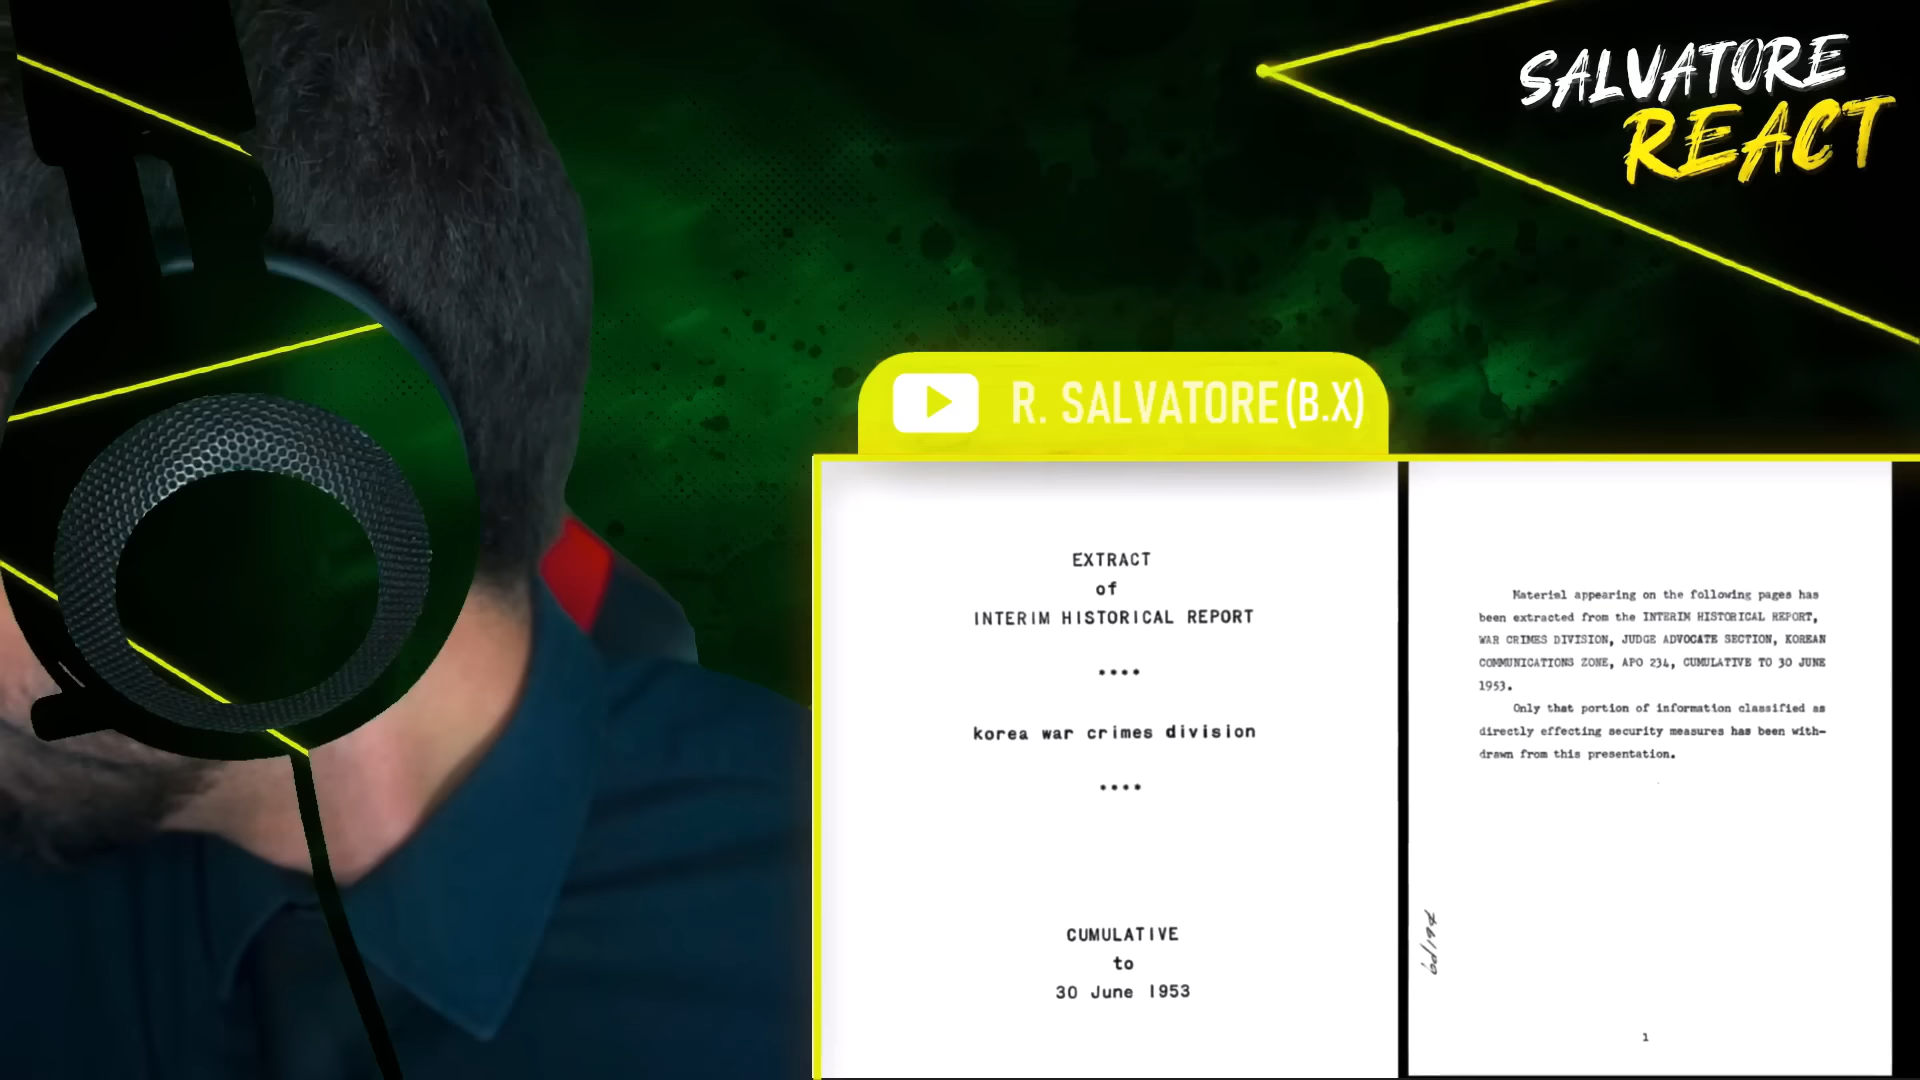 SALVATORE
REACT
R. SALVATORE(B.X)
EXTRACT
of
INTERIM HISTORICAL REPORT
****
korea war crimes division
****
CUMULATIVE
to
30 June 1953
Material appearing on the following pages has
been extracted from the INTERIM HISTORICAL REPORT,
WAR CRIMES DIVISION, JUDGE ADVOCATE SECTION, KOREAN
COMMUNICATIONS ZONE, APO 234, CUMULATIVE TO 30 JUNE
1953.
Only that portion of information classified as
directly effecting security measures has been with-
drawn from this presentation.
1